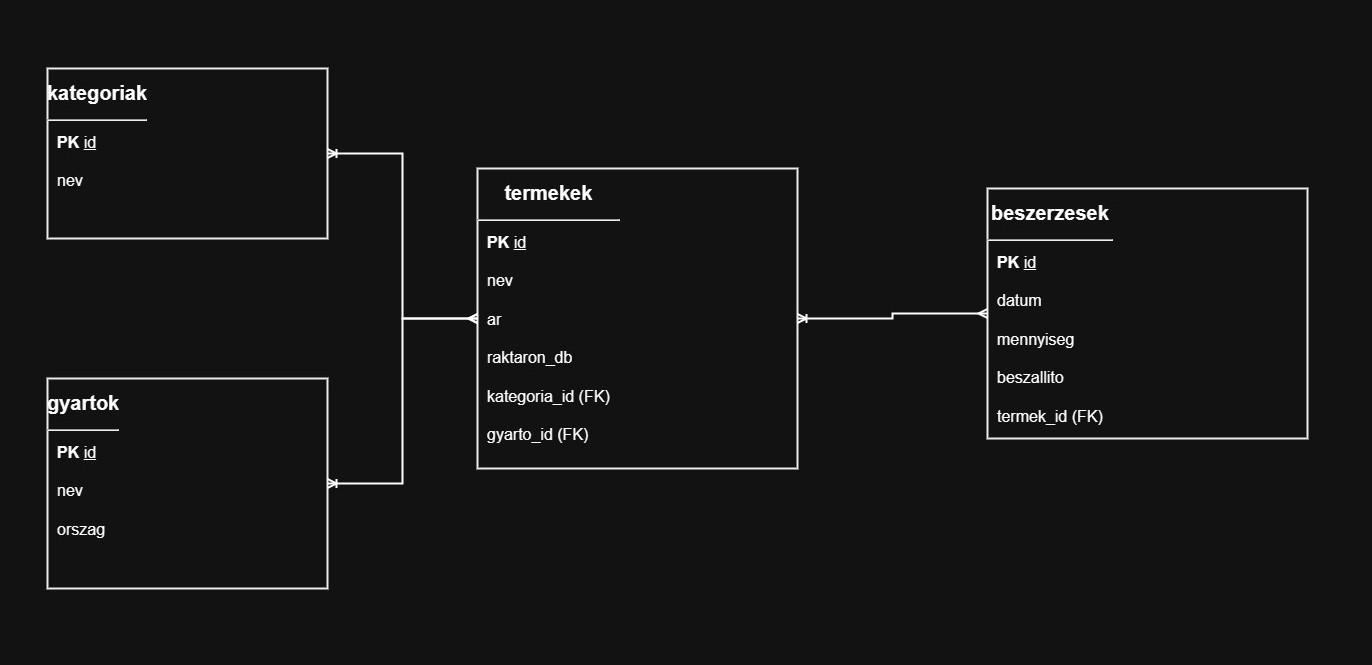 kategoriak
PK id
nev
gyartok
PK id
nev
orszag
termekek
PK id
nev
ar
raktaron_db
kategoria_id (FK)
gyarto_id (FK)
beszerzesek
PK id
datum
mennyiseg
beszallito
termek_id (FK)